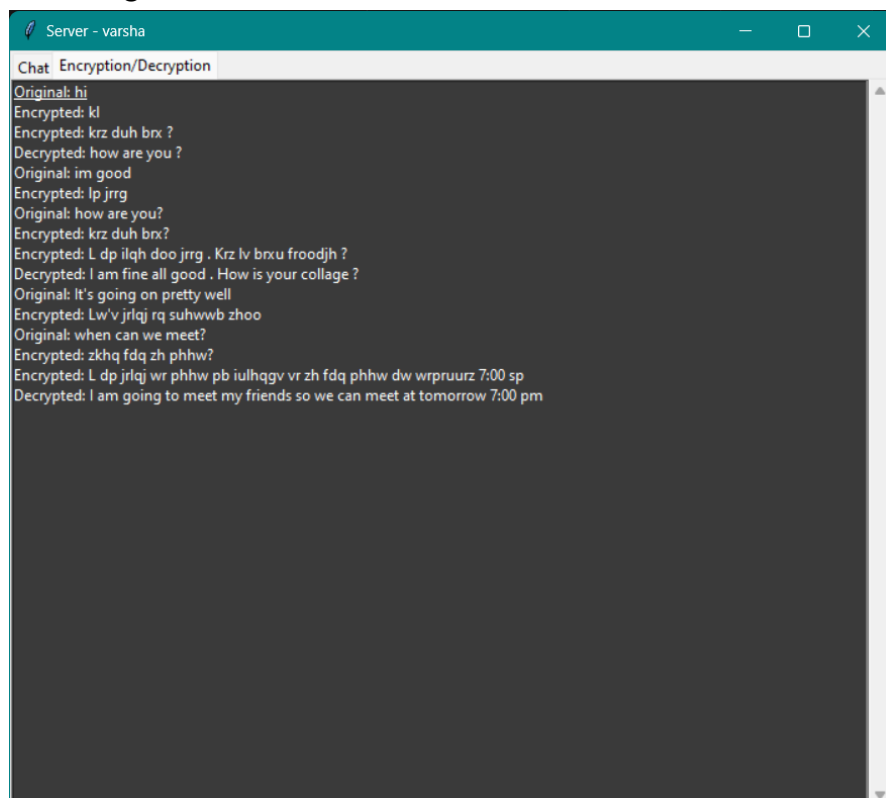 Server - varsha
Chat Encryption/Decryption
Original: hi
Encrypted: kl
Encrypted: krz duh brx ?
Decrypted: how are you ?
Original: im good
Encrypted: lp jrrg
Original: how are you?
Encrypted: krz duh brx?
Encrypted: L dp ilqh doo jrrg . Krz lv brxu froodjh ?
Decrypted: I am fine all good . How is your collage ?
Original: It's going on pretty well
Encrypted: Lw'v jrlqj rq suhwwb zhoo
Original: when can we meet?
Encrypted: zkhq fdq zh phhw?
Encrypted: L dp jrlqj wr phhw pb iulhqgv vr zh fdq phhw dw wrpruurz 7:00 sp
Decrypted: I am going to meet my friends so we can meet at tomorrow 7:00 pm